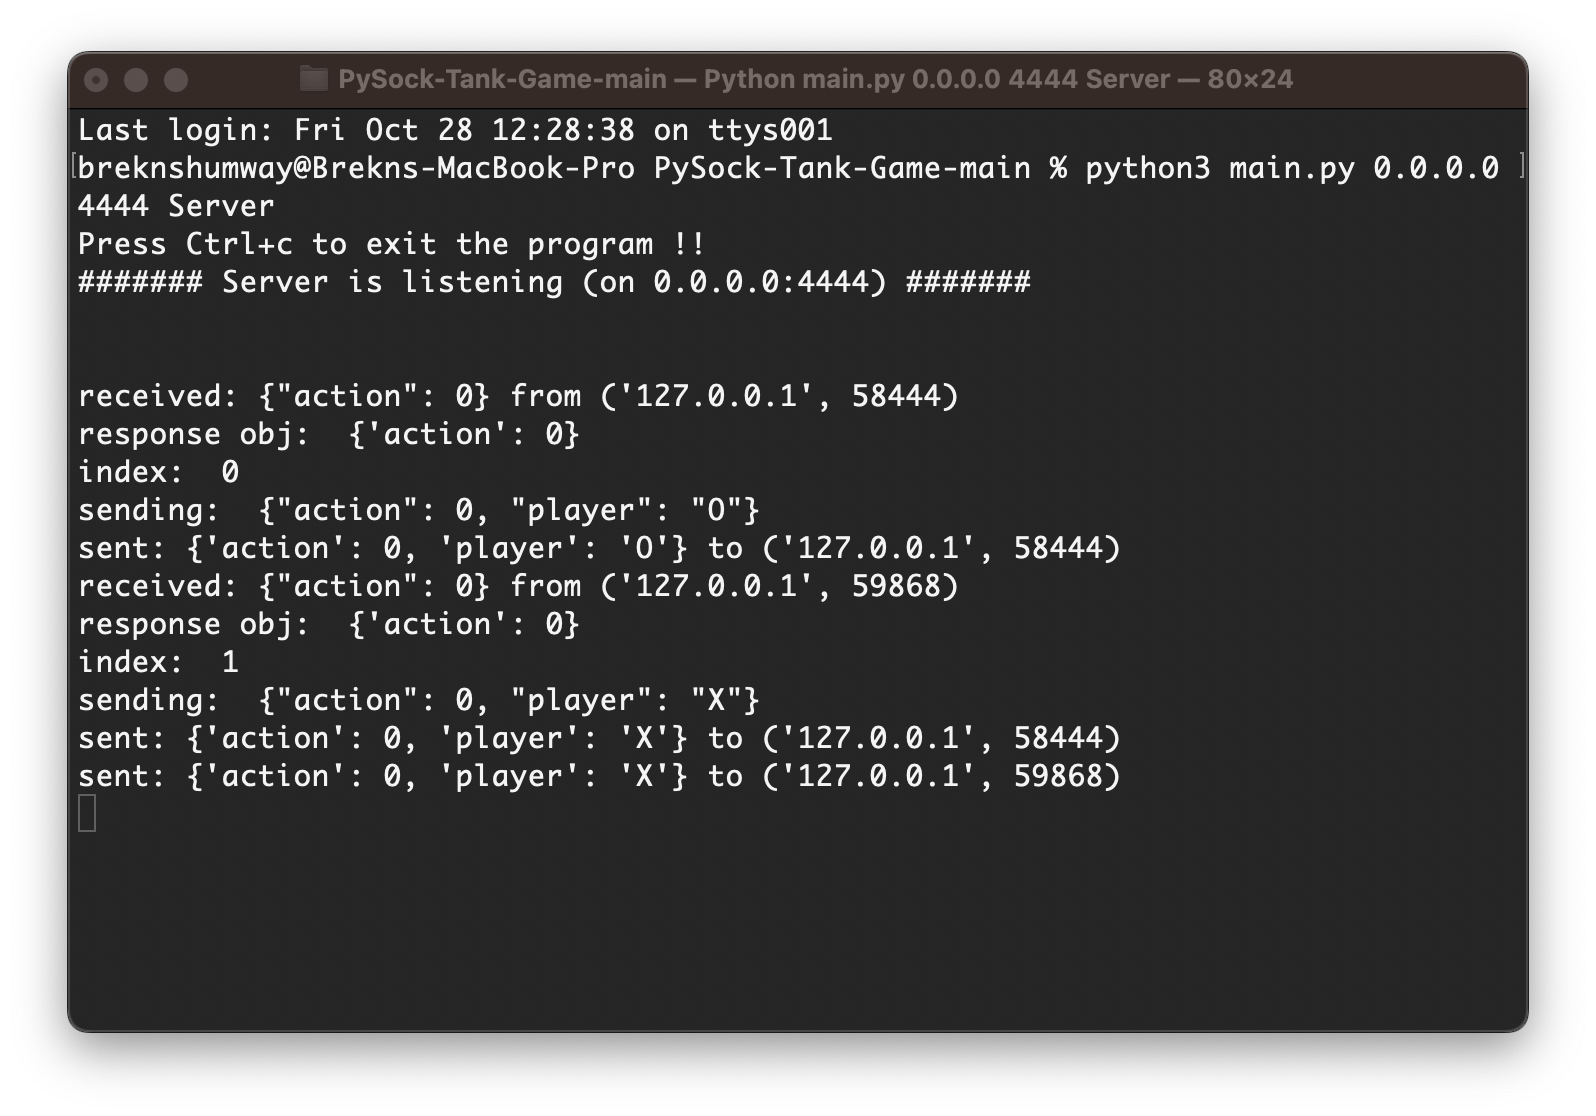 PySock-Tank-Game-main — Python main.py 0.0.0.0 4444 Server — 80×24
Last login: Fri Oct 28 12:28:38 on ttys001
[breknshumway@Brekns-MacBook-Pro PySock-Tank-Game-main % python3 main.py 0.0.0.0 ]
4444 Server
Press Ctrl+c to exit the program !!
####### Server is listening (on 0.0.0.0:4444) #######
received: {"action": 0} from ('127.0.0.1', 58444)
response obj:  {'action': 0}
index:  0
sending:  {"action": 0, "player": "O"}
sent: {'action': 0, 'player': 'O'} to ('127.0.0.1', 58444)
received: {"action": 0} from ('127.0.0.1', 59868)
response obj:  {'action': 0}
index:  1
sending:  {"action": 0, "player": "X"}
sent: {'action': 0, 'player': 'X'} to ('127.0.0.1', 58444)
sent: {'action': 0, 'player': 'X'} to ('127.0.0.1', 59868)